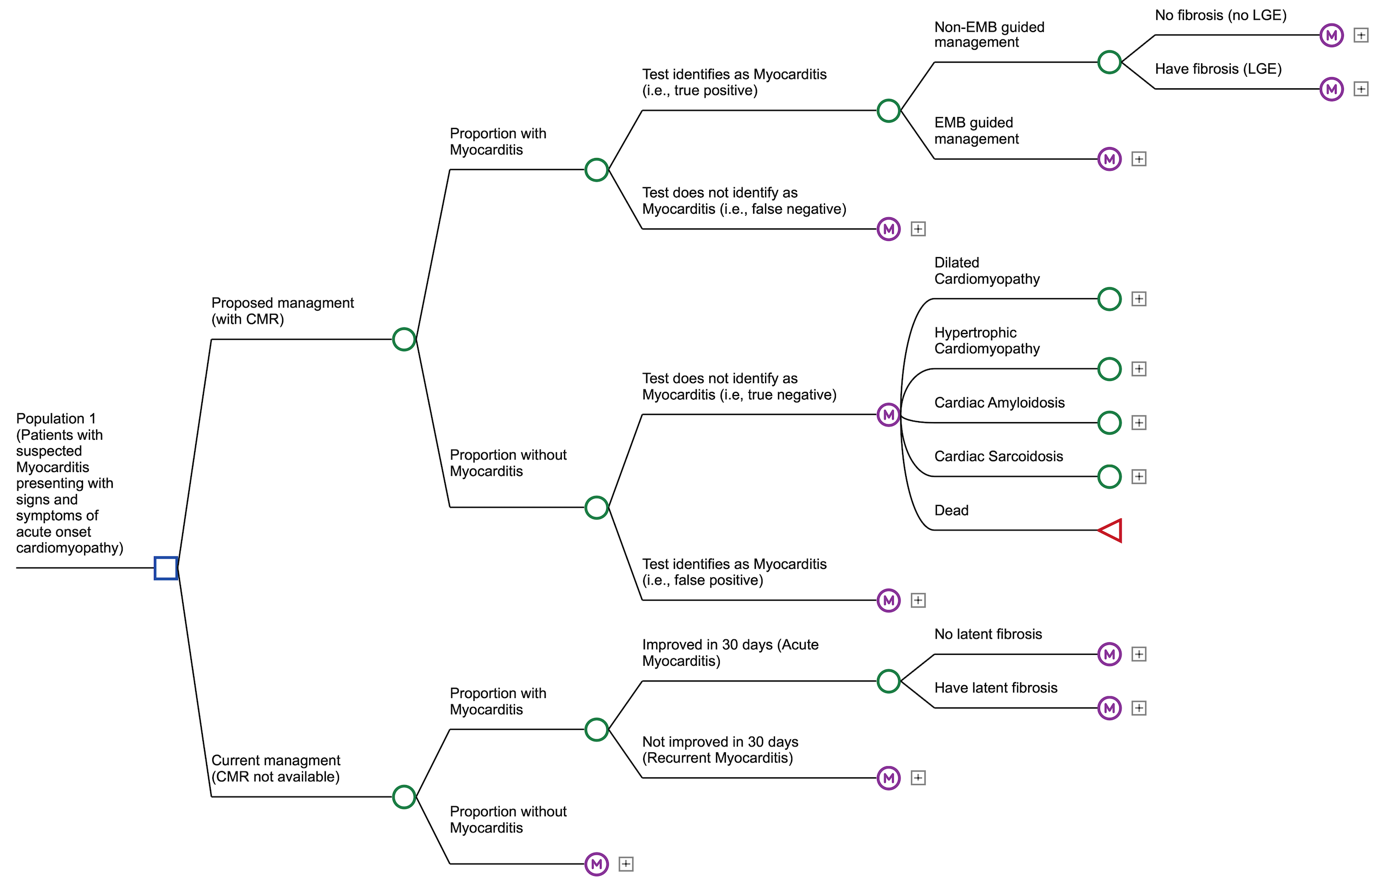 No fibrosis (no LGE)
M
Non-EMB guided
management
Have fibrosis (LGE)
M
Test identifies as Myocarditis
(i.e., true positive)
EMB guided
management
M
Proportion with
Myocarditis
Test does not identify as
Myocarditis (i.e., false negative)
M
Dilated
Cardiomyopathy
Proposed managment
(with CMR)
Hypertrophic
Cardiomyopathy
Test does not identify as
Myocarditis (i.e, true negative)
M
Cardiac Amyloidosis
Population 1
(Patients with
suspected
Myocarditis
presenting with
signs and
symptoms of
acute onset
cardiomyopathy)
Proportion without
Myocarditis
Cardiac Sarcoidosis
Dead
Test identifies as Myocarditis
(i.e., false positive)
M
No latent fibrosis
M
Improved in 30 days (Acute
Myocarditis)
Have latent fibrosis
M
Proportion with
Myocarditis
Not improved in 30 days
(Recurrent Myocarditis)
M
Current managment
(CMR not available)
Proportion without
Myocarditis
M